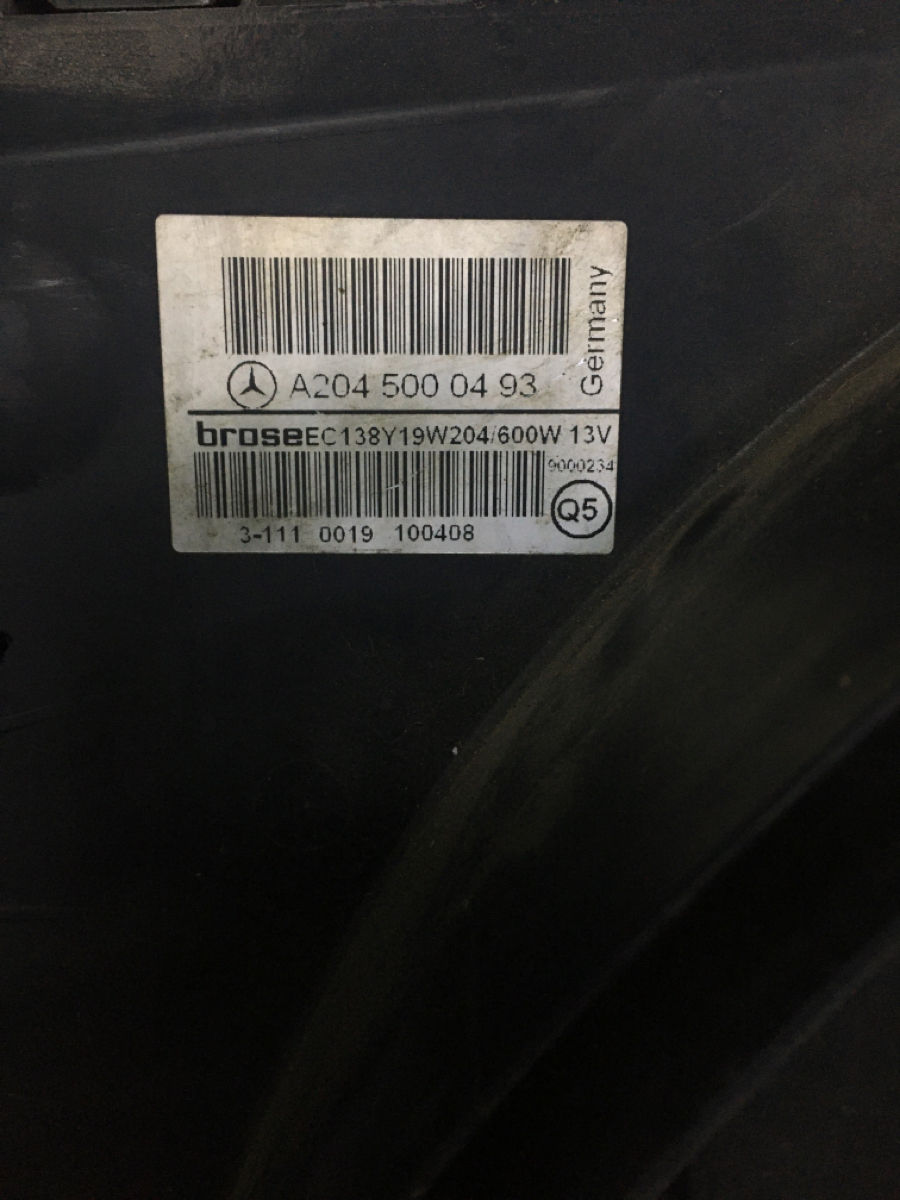 Germany
A204 500 04 93
broseEC138Y19W204/600W 13V
9000234
Q5
3-111 0019 100408